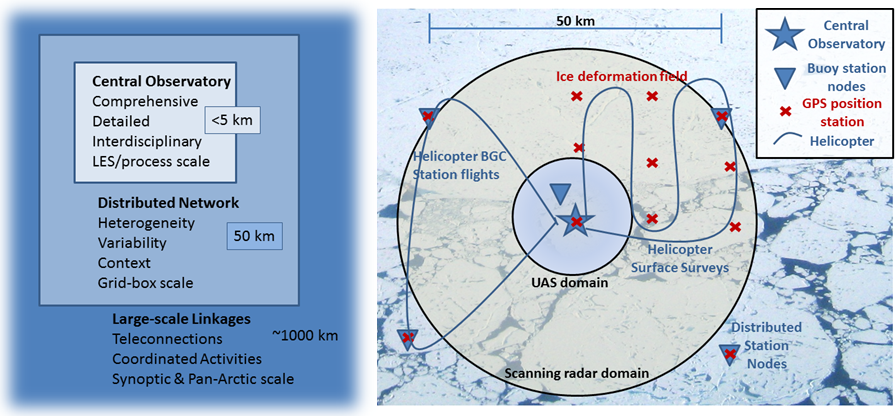 Central Observatory
Comprehensive
Detailed
Interdisciplinary
LES/process scale
<5 km
Distributed Network
Heterogeneity
Variability
Context
Grid-box scale
50 km
Large-scale Linkages
Teleconnections
Coordinated Activities
Synoptic & Pan-Arctic scale
~1000 km
50 km
Ice deformation field
Helicopter BGC
Station flights
Helicopter
Surface Surveys
UAS domain
Scanning radar domain
Distributed
Station
Nodes
Central
Observatory
Buoy station
nodes
GPS position
station
Helicopter